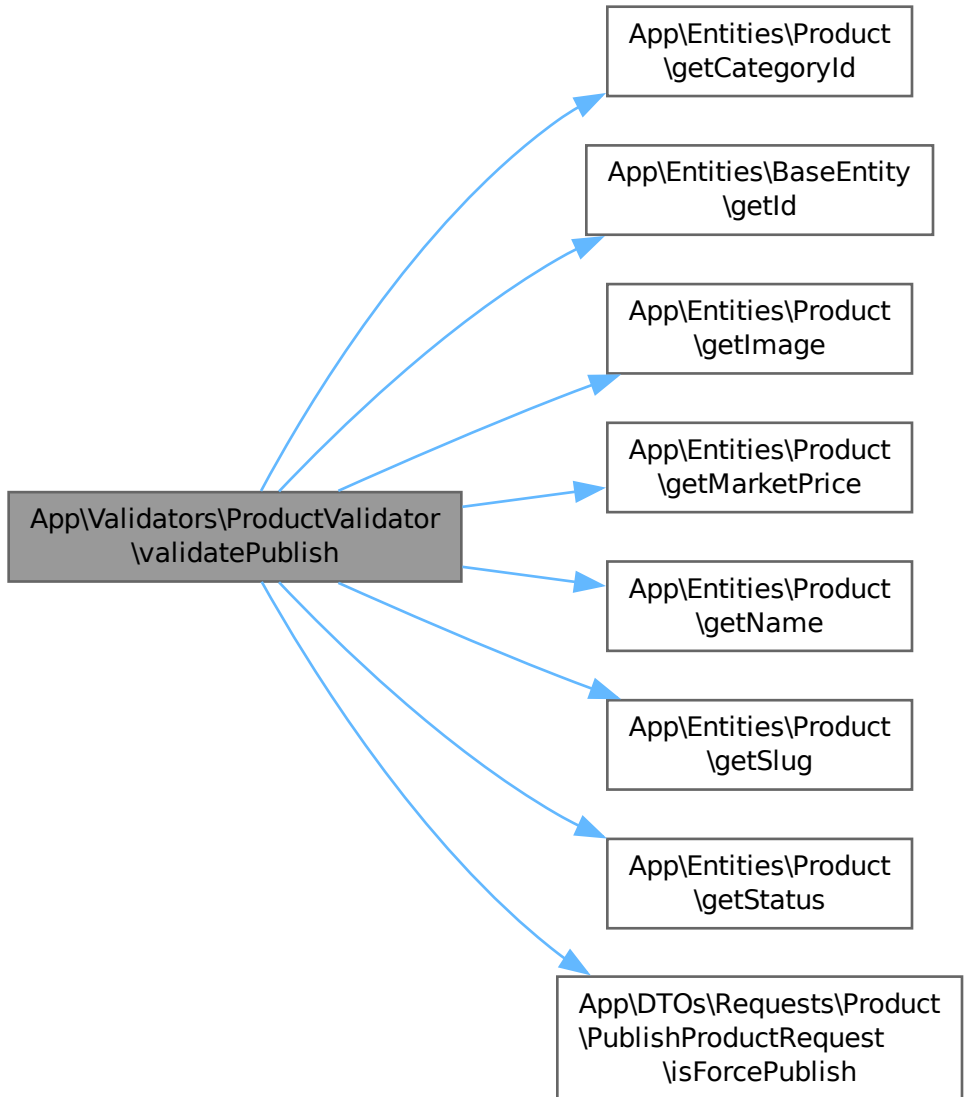 App\Entities\Product
\getCategoryId
App\Entities\BaseEntity
\getId
App\Entities\Product
\getImage
App\Entities\Product
\getMarketPrice
App\Validators\ProductValidator
\validatePublish
App\Entities\Product
\getName
App\Entities\Product
\getSlug
App\Entities\Product
\getStatus
App\DTOs\Requests\Product
\PublishProductRequest
\isForcePublish